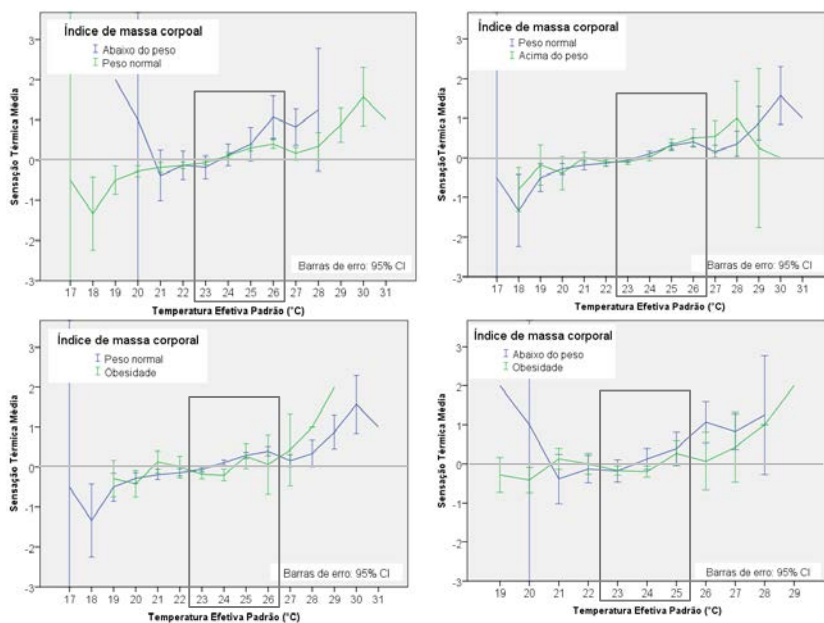 Índice de massa corpoal
Abaixo do peso
Peso normal
Sensação Térmica Média
3
2
1
0
-1
-2
-3
Barras de erro: 95% CI
17 18 19 20 21 22 23 24 25 26 27 28 29 30 31
Temperatura Efetiva Padrão (°C)
Índice de massa corporal
Peso normal
Acima do peso
Sensação Térmica Média
3
2
1
0
-1
-2
-3
Barras de erro: 95% CI
17 18 19 20 21 22 23 24 25 26 27 28 29 30 31
Temperatura Efetiva Padrão (°C)
Índice de massa corporal
Peso normal
Obesidade
Sensação Térmica Média
3
2
1
0
-1
-2
-3
Barras de erro: 95% CI
17 18 19 20 21 22 23 24 25 26 27 28 29 30 31
Temperatura Efetiva Padrão (°C)
Índice de massa corporal
Abaixo do peso
Obesidade
Sensação Térmica Média
3
2
1
0
-1
-2
-3
Barras de erro: 95% CI
19 20 21 22 23 24 25 26 27 28 29
Temperatura Efetiva Padrão (°C)